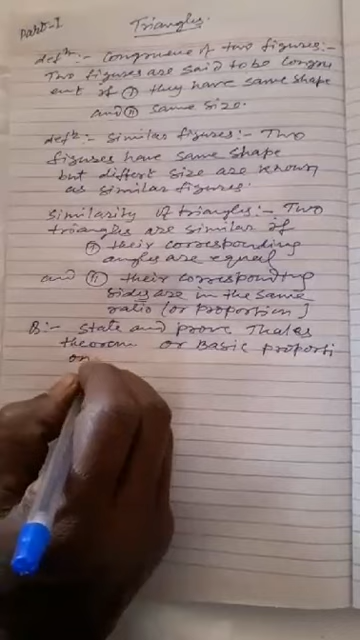 Part-I
Triangles.
defn:- Congruence of two figures:-
Two figures are said to be congru
ent if (i) they have same shape
and (ii) same size.
defn:- Similar figures:- Two
figures have same shape
but differt size are known
as similar figures.
Similarity of triangles:- Two
triangles are similar if
(i) their corresponding
angles are equal
and (ii) their corresponding
sides are in the same
ratio (or proportion)
Q:- State and prove Thales
theorem or Basic proporti
on